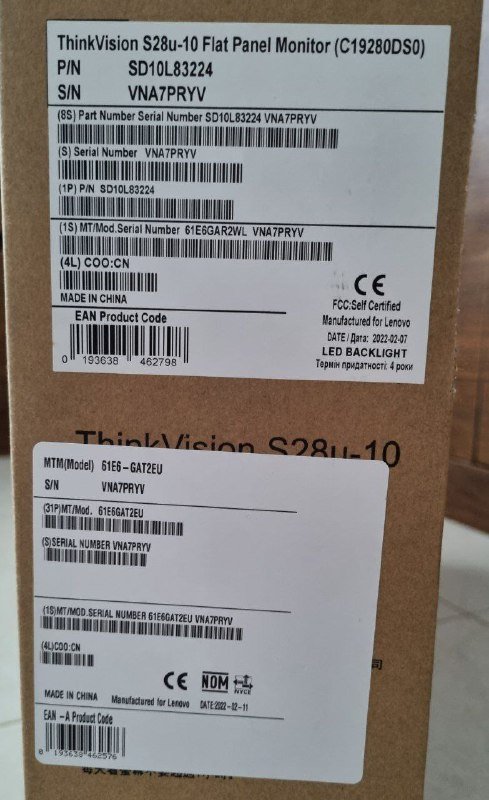 ThinkVision S28u-10 Flat Panel Monitor (C19280DS0)
P/N SD10L83224
S/N VNA7PRYV
(8S) Part Number Serial Number SD10L83224 VNA7PRYV
(S) Serial Number VNA7PRYV
(1P) P/N SD10L83224
(1S) MT/Mod.Serial Number 61E6GAR2WL VNA7PRYV
(4L) COO:CN
MADE IN CHINA
CE
FCC:Self Certified
Manufactured for Lenovo
DATE /Дата: 2022-02-07
LED BACKLIGHT
Термін придатності: 4 роки
EAN Product Code
0 193638 462798
ThinkVision S28u-10
MTM(Model) 61E6-GAT2EU
S/N VNA7PRYV
(31P)MT/Mod. 61E6GAT2EU
(S)SERIAL NUMBER VNA7PRYV
(1S)MT/MOD.SERIAL NUMBER 61E6GAT2EU VNA7PRYV
(4L)COO:CN
CE NOM NYCE
MADE IN CHINA Manufactured for Lenovo DATE:2022-02-11
EAN -A Product Code
0 193638 462576
司